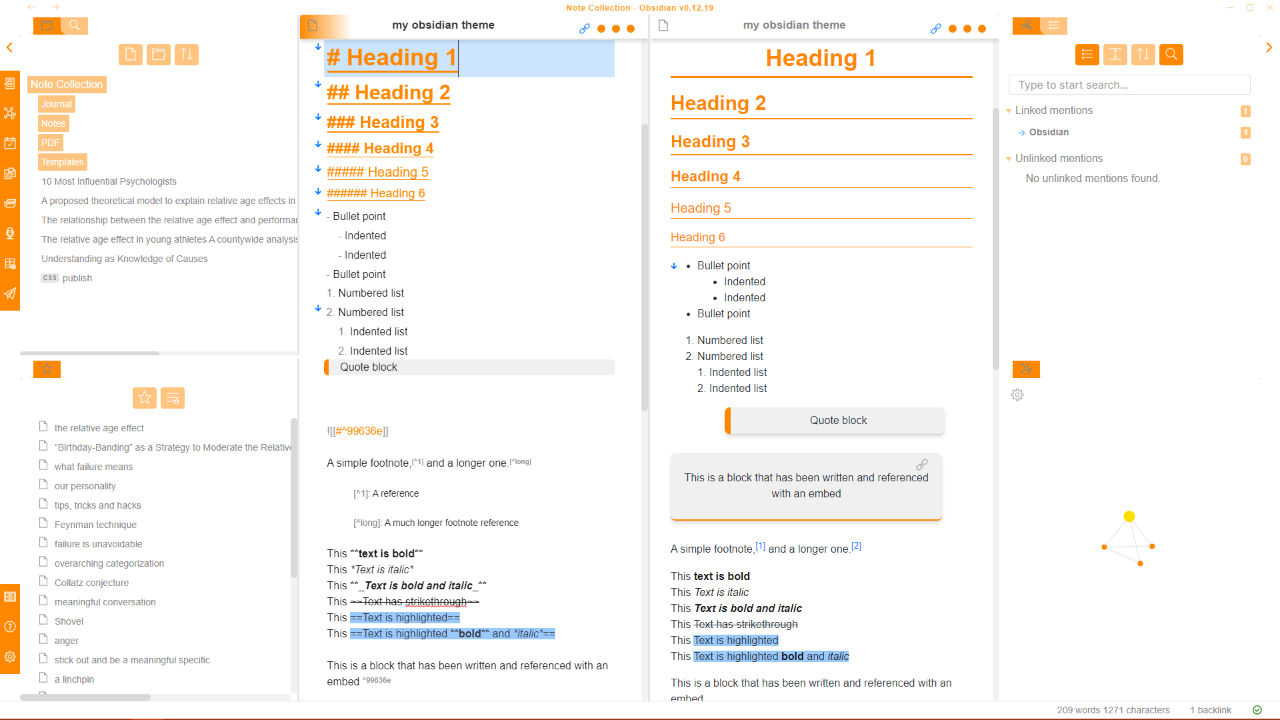 Note Collection - Obsidian v0.12.19
Note Collection
Journal
Notes
PDF
Templates
10 Most Influential Psychologists
A proposed theoretical model to explain relative age effects in
The relationship between the relative age effect and performa
The relative age effect in young athletes A countywide analysis
Understanding as Knowledge of Causes
CSS publish
the relative age effect
"Birthday-Banding" as a Strategy to Moderate the Relative
what failure means
our personality
tips, tricks and hacks
Feynman technique
failure is unavoidable
overarching categorization
Collatz conjecture
meaningful conversation
Shovel
anger
stick out and be a meaningful specific
a linchpin
my obsidian theme
# Heading 1
## Heading 2
### Heading 3
#### Heading 4
##### Heading 5
###### Heading 6
- Bullet point
- Indented
- Indented
- Bullet point
1. Numbered list
2. Numbered list
1. Indented list
2. Indented list
Quote block
![[#^99636e]]
A simple footnote,[^1] and a longer one.[^long]
[^1]: A reference
[^long]: A much longer footnote reference
This **text is bold**
This *Text is italic*
This **_Text is bold and italic_**
This ~~Text has strikethrough~~
This ==Text is highlighted==
This ==Text is highlighted **bold** and *italic*==
This is a block that has been written and referenced with an
embed ^99636e
my obsidian theme
Heading 1
Heading 2
Heading 3
Heading 4
Heading 5
Heading 6
• Bullet point
• Indented
• Indented
• Bullet point
1. Numbered list
2. Numbered list
1. Indented list
2. Indented list
Quote block
This is a block that has been written and referenced
with an embed
A simple footnote,[1] and a longer one.[2]
This text is bold
This Text is italic
This Text is bold and italic
This Text has strikethrough
This Text is highlighted
This Text is highlighted bold and italic
This is a block that has been written and referenced with an
embed
Type to start search...
Linked mentions 1
Obsidian 1
Unlinked mentions 0
No unlinked mentions found.
209 words 1271 characters 1 backlink